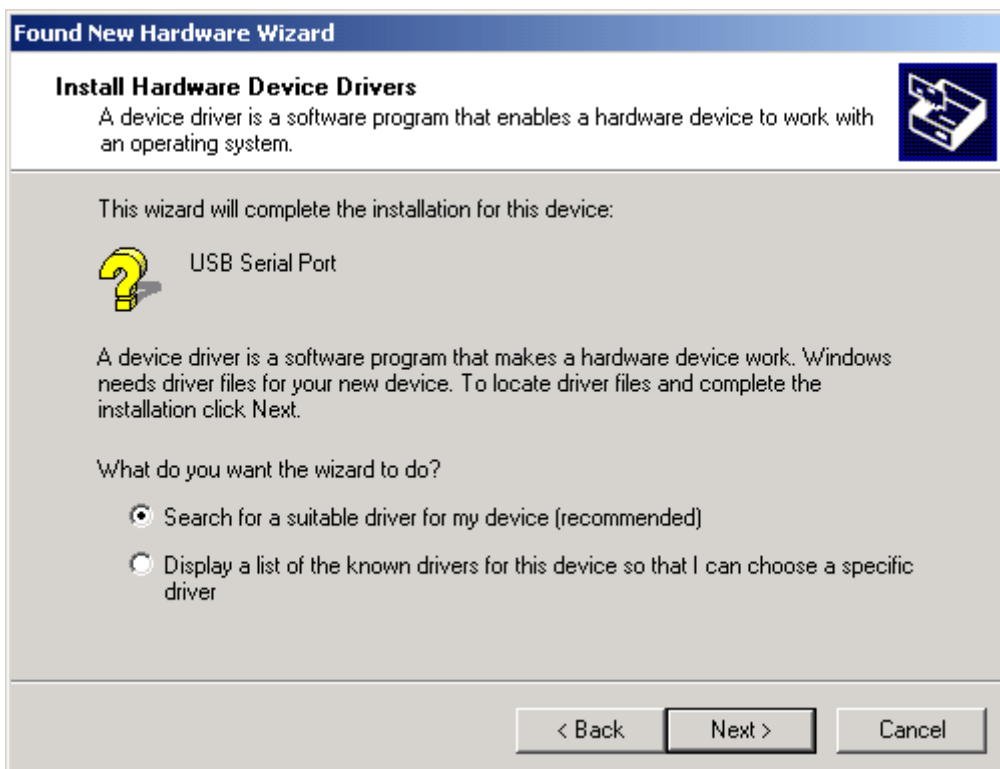 Found New Hardware Wizard
Install Hardware Device Drivers
A device driver is a software program that enables a hardware device to work with
an operating system.
This wizard will complete the installation for this device:
USB Serial Port
A device driver is a software program that makes a hardware device work. Windows
needs driver files for your new device. To locate driver files and complete the
installation click Next.
What do you want the wizard to do?
Search for a suitable driver for my device (recommended)
Display a list of the known drivers for this device so that I can choose a specific
driver
< Back
Next >
Cancel